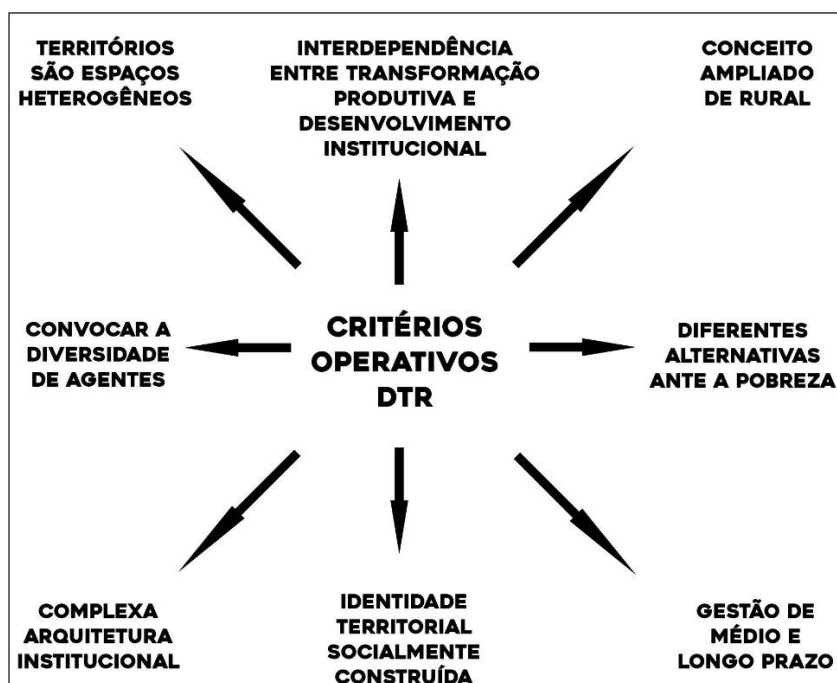 TERRITÓRIOS
SÃO ESPAÇOS
HETEROGÊNEOS
INTERDEPENDÊNCIA
ENTRE TRANSFORMAÇÃO
PRODUTIVA E
DESENVOLVIMENTO
INSTITUCIONAL
CONCEITO
AMPLIADO
DE RURAL
CONVOCAR A
DIVERSIDADE
DE AGENTES
CRITÉRIOS
OPERATIVOS
DTR
DIFERENTES
ALTERNATIVAS
ANTE A POBREZA
COMPLEXA
ARQUITETURA
INSTITUCIONAL
IDENTIDADE
TERRITORIAL
SOCIALMENTE
CONSTRUÍDA
GESTÃO DE
MÉDIO E
LONGO PRAZO